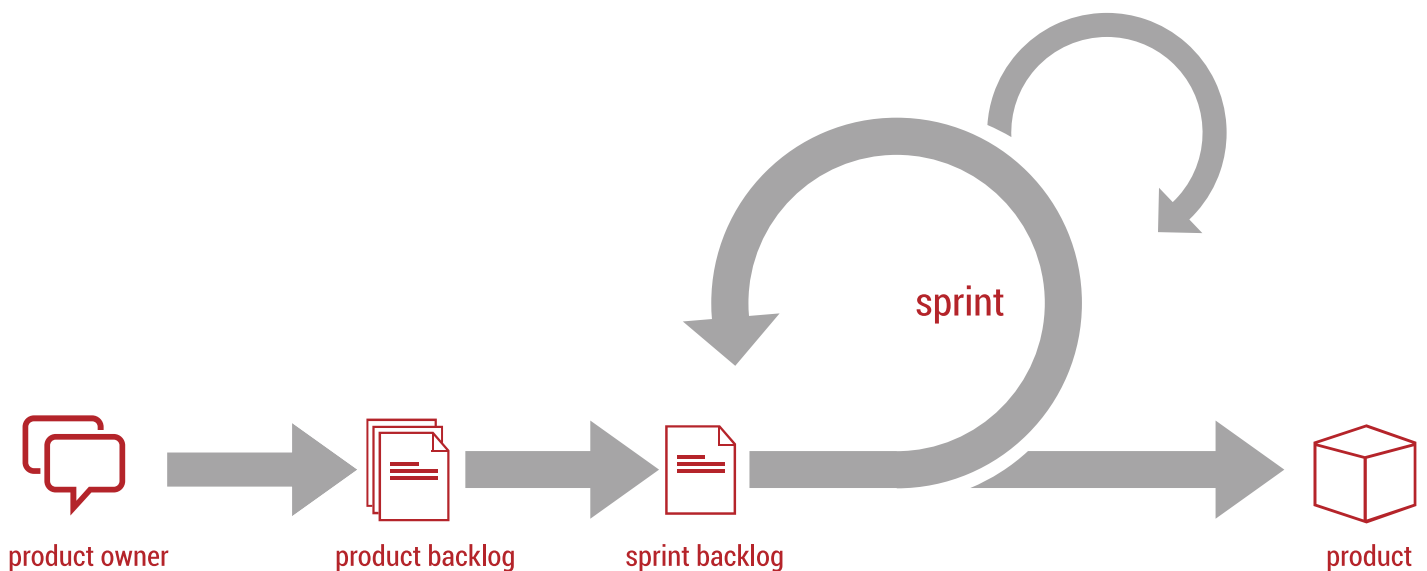 sprint
product owner
product backlog
sprint backlog
product